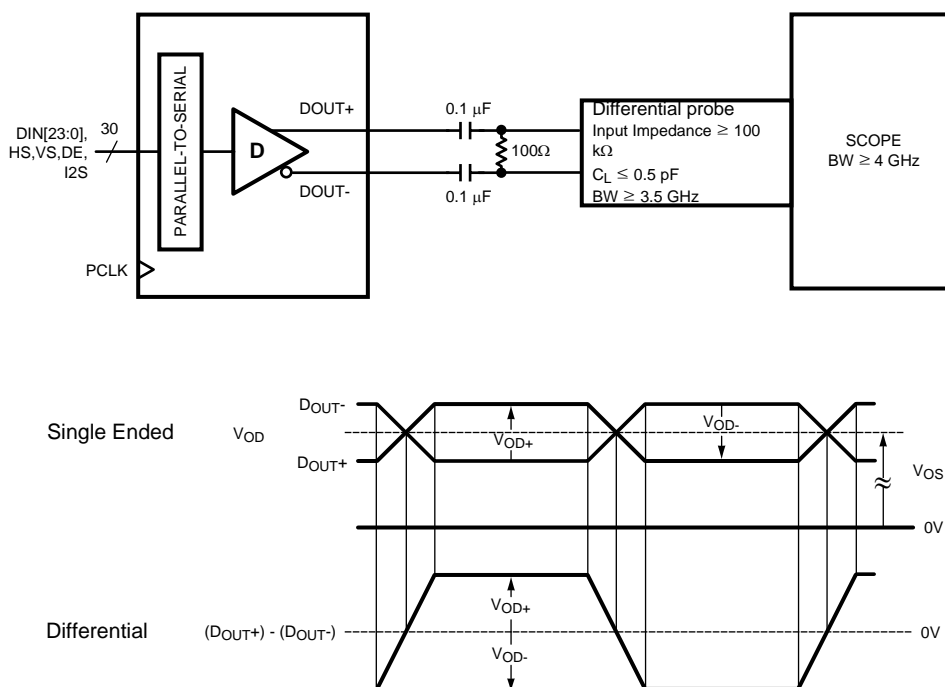 DOUT+
0.1 μF
Differential probe
Input Impedance ≥ 100
kΩ
CL ≤ 0.5 pF
BW ≥ 3.5 GHz
SCOPE
BW ≥ 4 GHz
DIN[23:0],
HS,VS,DE,
I2S
30
PARALLEL-TO-SERIAL
D
100Ω
DOUT-
0.1 μF
PCLK
Single Ended
VOD
DOUT-
DOUT+
VOD+
VOD-
VOS
≈
0V
Differential
(DOUT+) - (DOUT-)
VOD+
VOD-
0V